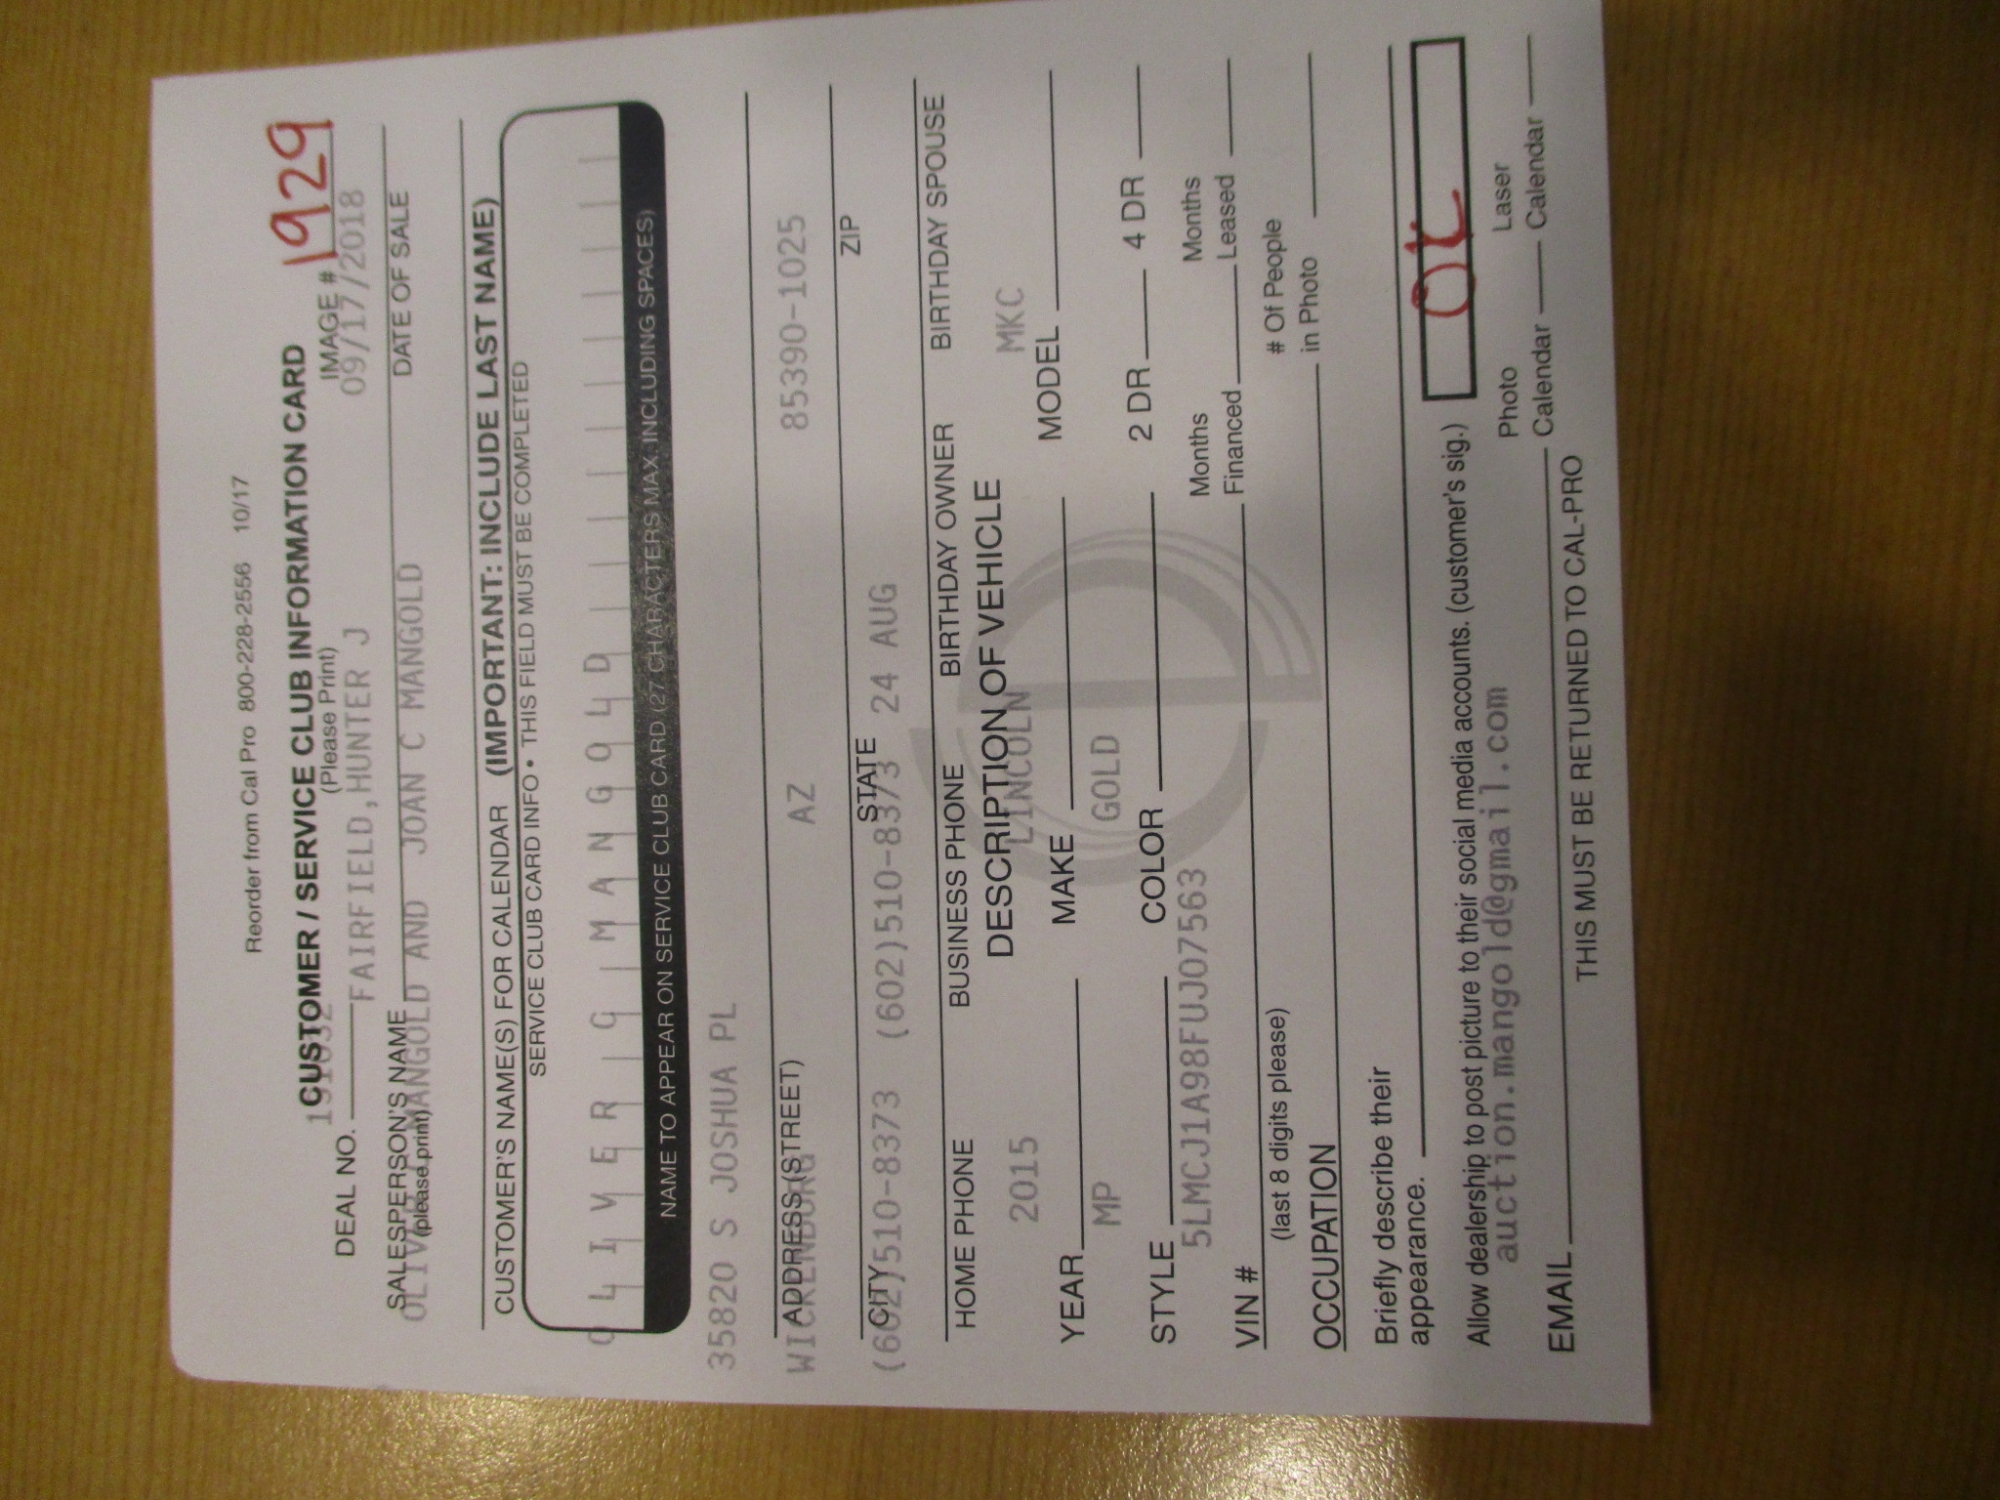 Reorder from Cal Pro 800-228-2556 10/17
CUSTOMER / SERVICE CLUB INFORMATION CARD
(Please Print)
DEAL NO. IMAGE # 1929
FAIRFIELD,HUNTER J 09/17/2018
SALESPERSON'S NAME DATE OF SALE
(please print)
MANGOLD AND JOAN C MANGOLD
CUSTOMER'S NAME(S) FOR CALENDAR (IMPORTANT: INCLUDE LAST NAME)
SERVICE CLUB CARD INFO • THIS FIELD MUST BE COMPLETED
O L I V E R C M A N G O L D
NAME TO APPEAR ON SERVICE CLUB CARD (27 CHARACTERS MAX. INCLUDING SPACES)
35820 S JOSHUA PL
ADDRESS (STREET)
WICKENBURG AZ 85390-1025
CITY STATE ZIP
(602)510-8373 (602)510-8373 24 AUG
HOME PHONE BUSINESS PHONE BIRTHDAY OWNER BIRTHDAY SPOUSE
DESCRIPTION OF VEHICLE
2015 LINCOLN MKC
YEAR MAKE MODEL
MP GOLD
STYLE COLOR 2 DR 4 DR
5LMCJ1A98FUJ07563
VIN # Months Financed Months Leased
(last 8 digits please)
OCCUPATION # Of People in Photo
Briefly describe their
appearance.
Allow dealership to post picture to their social media accounts. (customer's sig.) OK
auction.mangold@gmail.com
EMAIL Photo Calendar Laser Calendar
THIS MUST BE RETURNED TO CAL-PRO